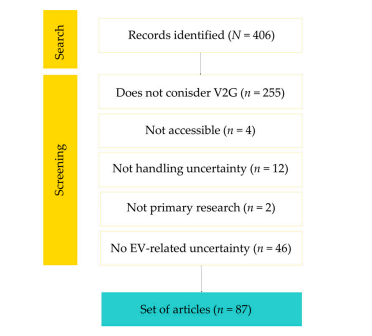 Search
Records identified (N = 406)
Screening
Does not conisder V2G (n = 255)
Not accessible (n = 4)
Not handling uncertainty (n = 12)
Not primary research (n = 2)
No EV-related uncertainty (n = 46)
Set of articles (n = 87)